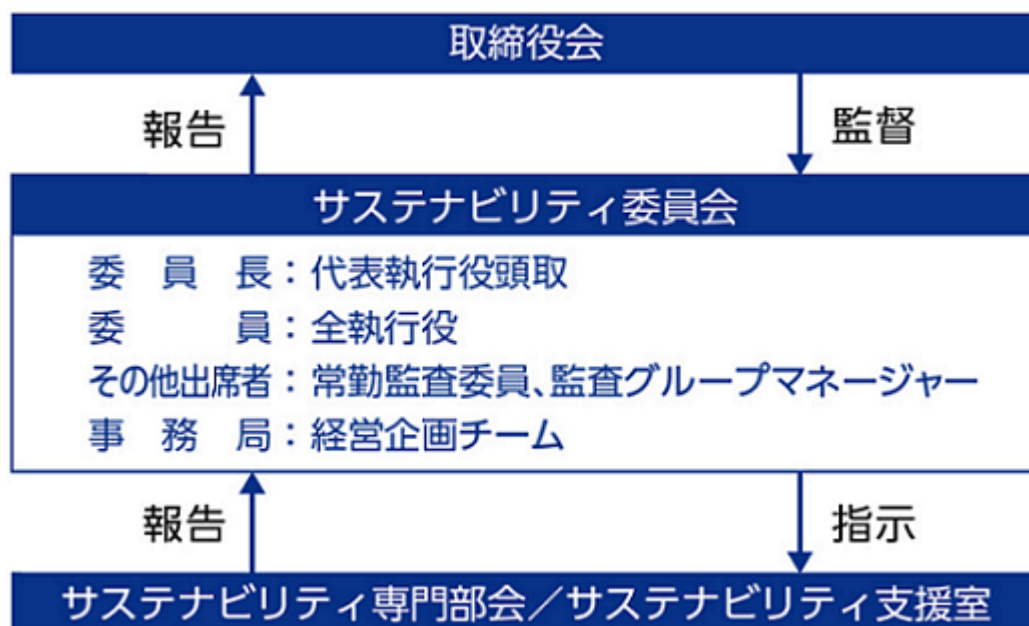 取締役会
報告
監督
サステナビリティ委員会
委員長：代表執行役頭取
委員：全執行役
その他出席者：常勤監査委員、監査グループマネージャー
事務局：経営企画チーム
報告
指示
サステナビリティ専門部会／サステナビリティ支援室